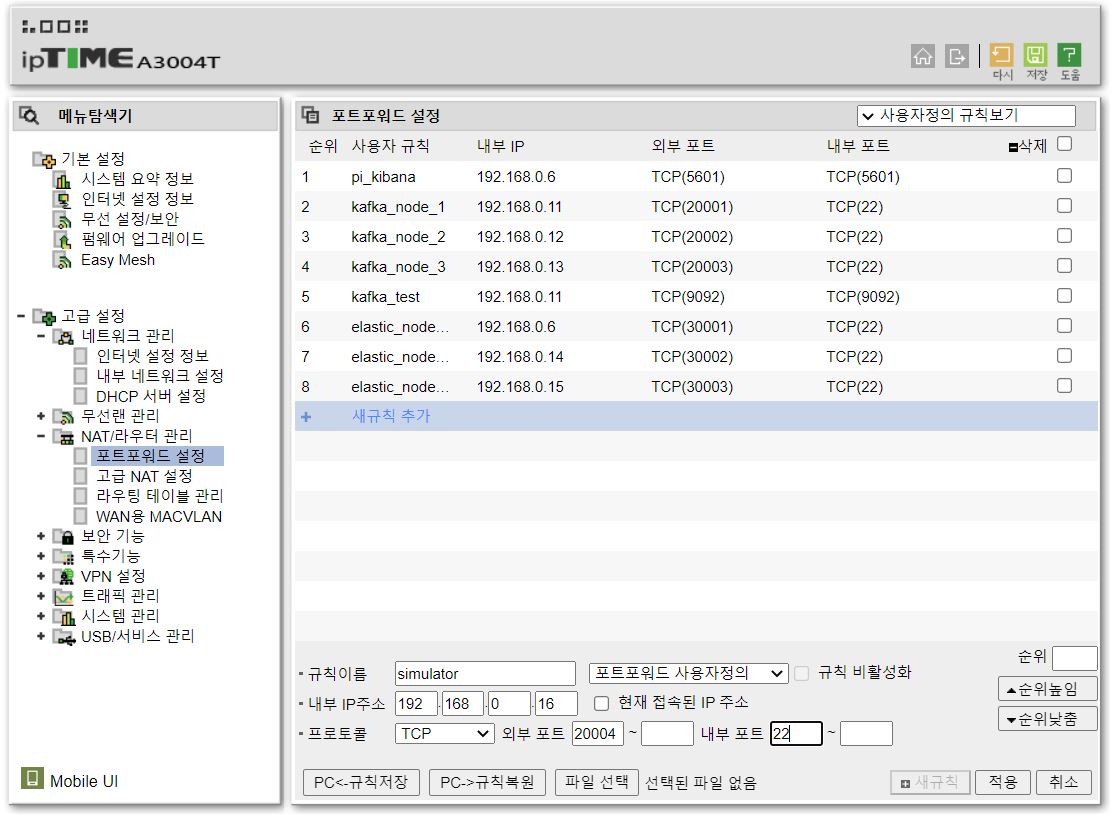 ipTIME A3004T
다시 저장 도움
메뉴탐색기
기본 설정
시스템 요약 정보
인터넷 설정 정보
무선 설정/보안
펌웨어 업그레이드
Easy Mesh
고급 설정
네트워크 관리
인터넷 설정 정보
내부 네트워크 설정
DHCP 서버 설정
무선랜 관리
NAT/라우터 관리
포트포워드 설정
고급 NAT 설정
라우팅 테이블 관리
WAN용 MACVLAN
보안 기능
특수기능
VPN 설정
트래픽 관리
시스템 관리
USB/서비스 관리
Mobile UI
포트포워드 설정 사용자정의 규칙보기
순위 사용자 규칙 내부 IP 외부 포트 내부 포트 삭제
1 pi_kibana 192.168.0.6 TCP(5601) TCP(5601)
2 kafka_node_1 192.168.0.11 TCP(20001) TCP(22)
3 kafka_node_2 192.168.0.12 TCP(20002) TCP(22)
4 kafka_node_3 192.168.0.13 TCP(20003) TCP(22)
5 kafka_test 192.168.0.11 TCP(9092) TCP(9092)
6 elastic_node... 192.168.0.6 TCP(30001) TCP(22)
7 elastic_node... 192.168.0.14 TCP(30002) TCP(22)
8 elastic_node... 192.168.0.15 TCP(30003) TCP(22)
+ 새규칙 추가
순위
규칙이름 simulator 포트포워드 사용자정의 규칙 비활성화
순위높임
내부 IP주소 192 . 168 . 0 . 16 현재 접속된 IP 주소
순위낮춤
프로토콜 TCP 외부 포트 20004 ~ 내부 포트 22 ~
PC<-규칙저장 PC->규칙복원 파일 선택 선택된 파일 없음 새규칙 적용 취소